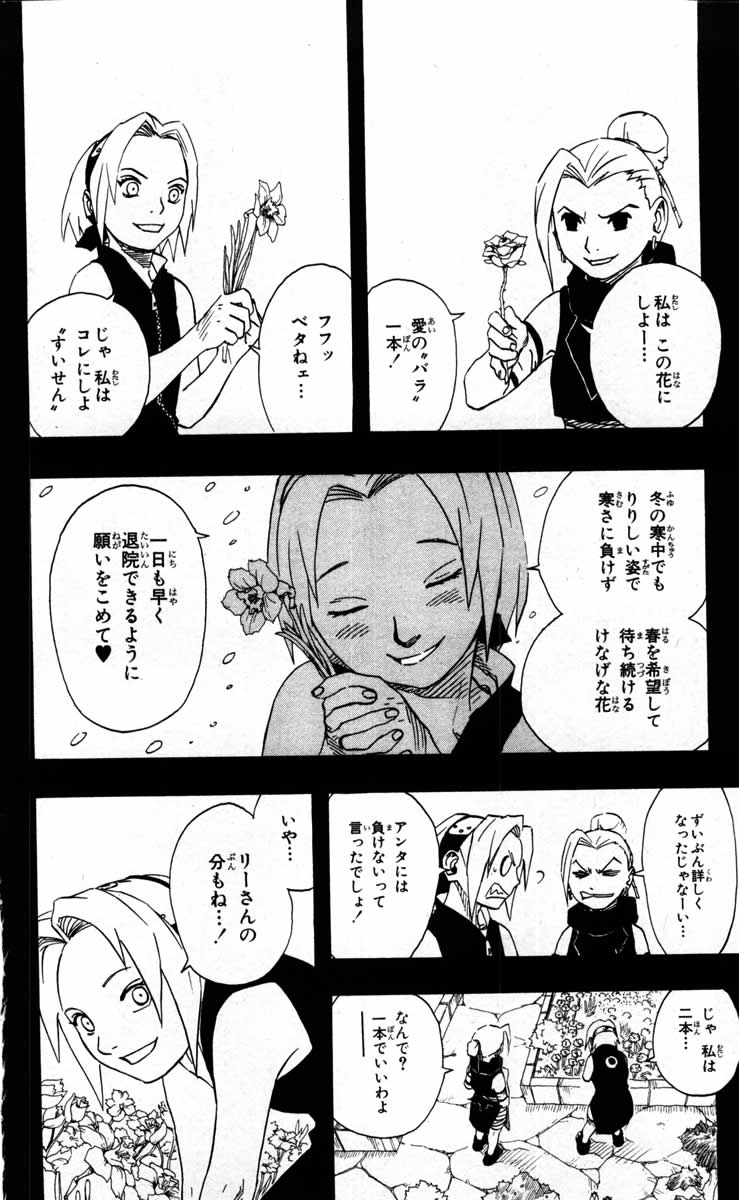 私は この花に
しよー…
愛の〝バラ〟
一本!
フフッ
ベタねェ…
じゃ 私は
コレにしよ
〝すいせん〟
冬の寒中でも
りりしい姿で
寒さに負けず
春を希望して
待ち続ける
けなげな花
一日も早く
退院できるように
願いをこめて♥
ずいぶん詳しく
なったじゃなーい…
アンタには
負けないって
言ったでしょ!
じゃ 私は
二本…
なんで?
一本でいいわよ
――
いや…
リーさんの
分もね…!